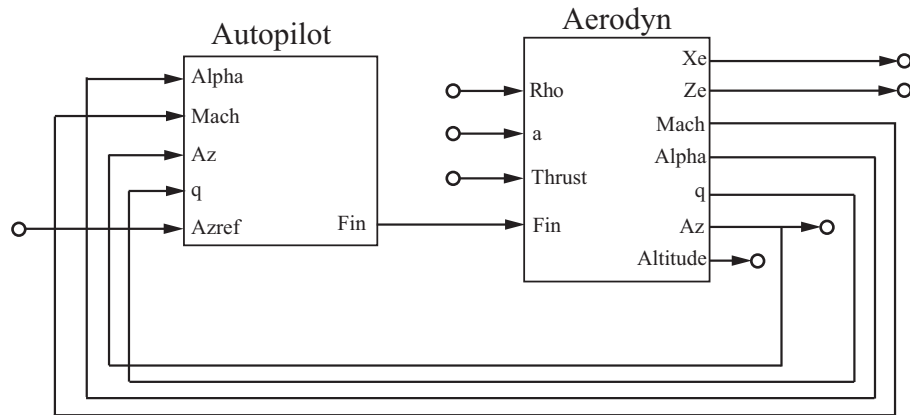 Autopilot
Alpha
Mach
Az
q
Azref
Fin
Aerodyn
Rho
a
Thrust
Fin
Xe
Ze
Mach
Alpha
q
Az
Altitude